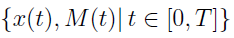 {x(t), M(t)| t ∈ [0, T]}